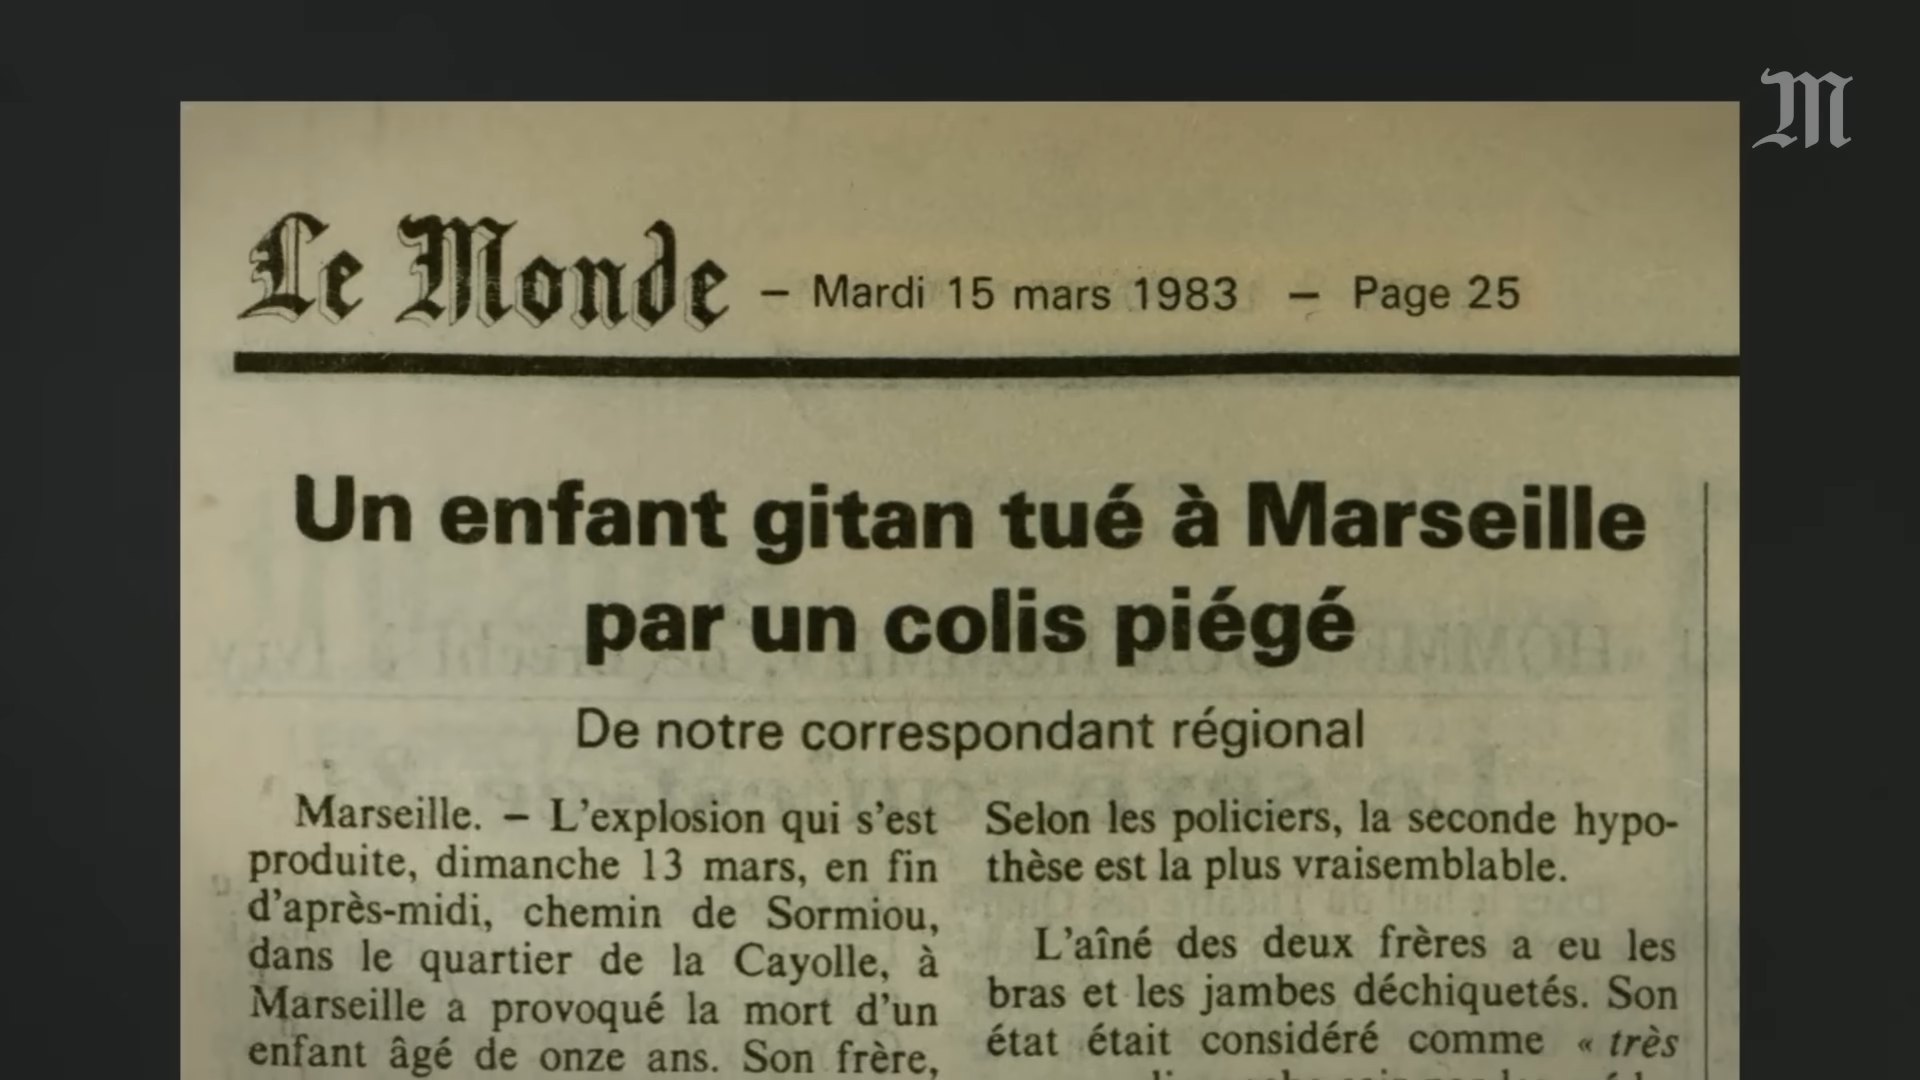 M
Le Monde – Mardi 15 mars 1983 – Page 25
Un enfant gitan tué à Marseille
par un colis piégé
De notre correspondant régional
Marseille. – L'explosion qui s'est
produite, dimanche 13 mars, en fin
d'après-midi, chemin de Sormiou,
dans le quartier de la Cayolle, à
Marseille a provoqué la mort d'un
enfant âgé de onze ans. Son frère,
Selon les policiers, la seconde hypo-
thèse est la plus vraisemblable.
L'aîné des deux frères a eu les
bras et les jambes déchiquetés. Son
état était considéré comme « très